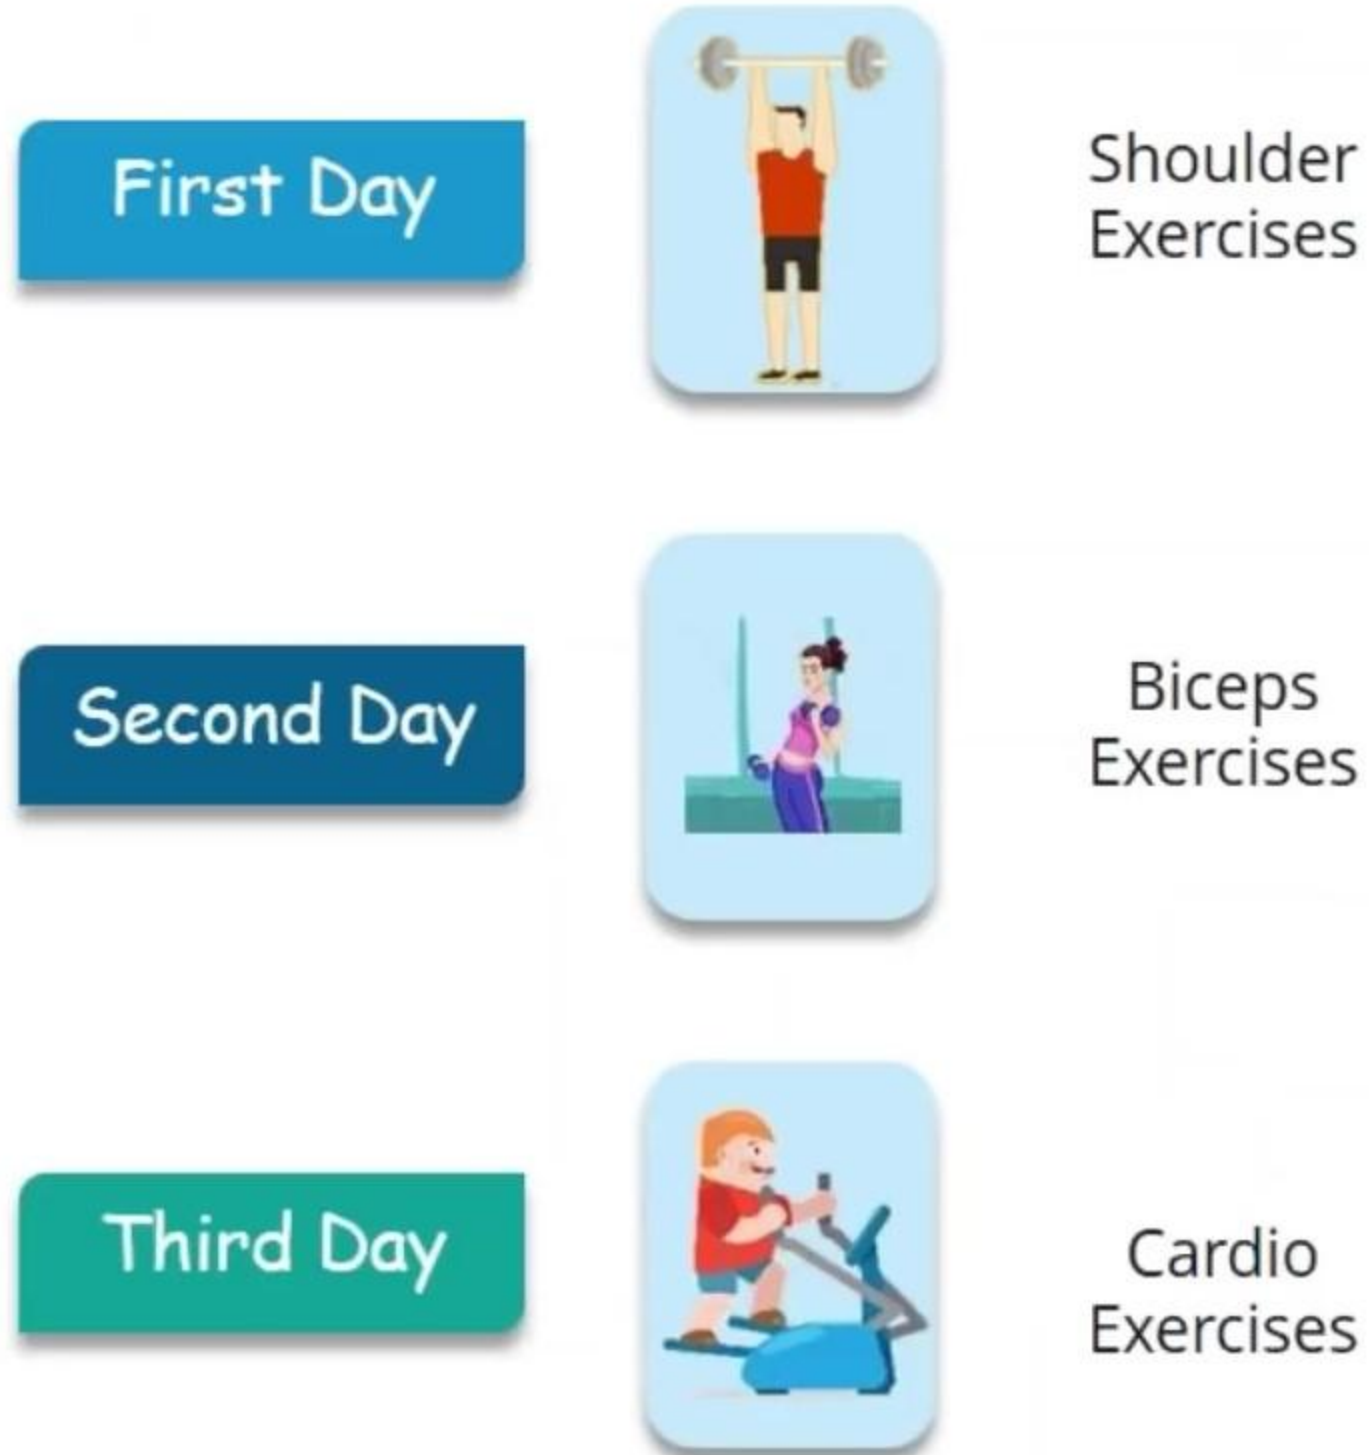 First Day
Shoulder
Exercises
Second Day
Biceps
Exercises
Third Day
Cardio
Exercises